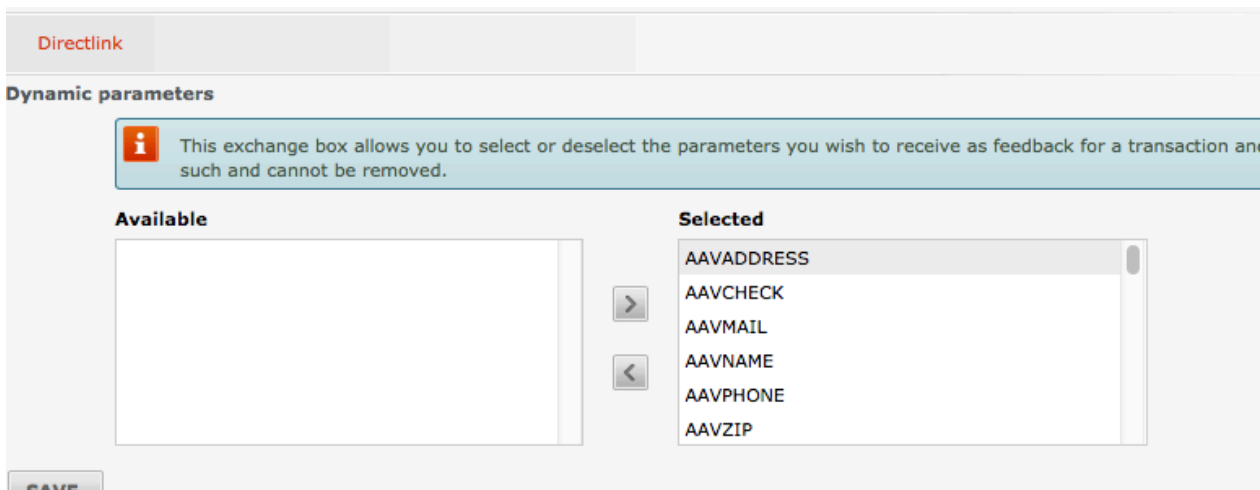 Directlink
Dynamic parameters
This exchange box allows you to select or deselect the parameters you wish to receive as feedback for a transaction and
such and cannot be removed.
Available
Selected
AAVADDRESS
AAVCHECK
AAVMAIL
AAVNAME
AAVPHONE
AAVZIP
SAVE